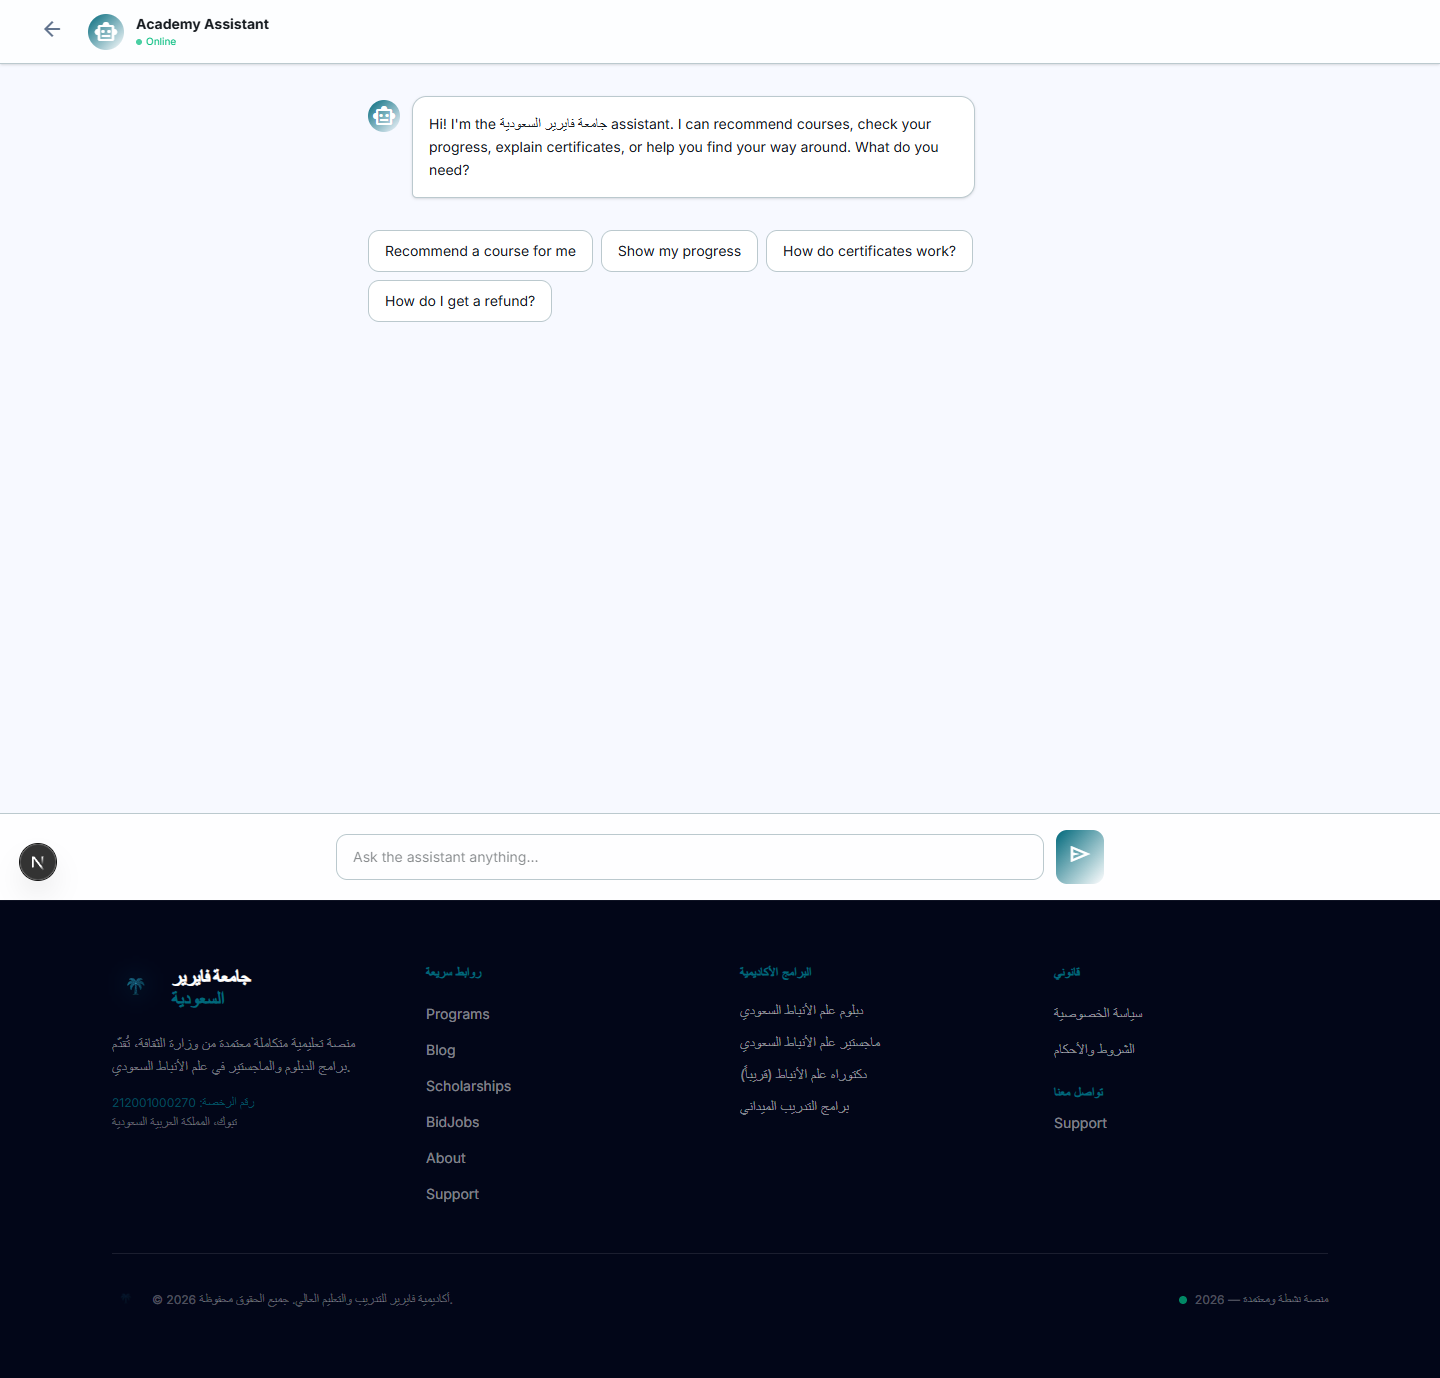 Academy Assistant
Online
Hi! I'm the جامعة فايرير السعودية assistant. I can recommend courses, check your
progress, explain certificates, or help you find your way around. What do you
need?
Recommend a course for me
Show my progress
How do certificates work?
How do I get a refund?
Ask the assistant anything...
N
جامعة فايرير
السعودية
منصة تعليمية متكاملة معتمدة من وزارة الثقافة، تُقدّم
برامج الدبلوم والماجستير في علم الأنباط السعودي.
رقم الرخصة: 212001000270
تبوك، المملكة العربية السعودية
روابط سريعة
Programs
Blog
Scholarships
BidJobs
About
Support
البرامج الأكاديمية
دبلوم علم الأنباط السعودي
ماجستير علم الأنباط السعودي
دكتوراه علم الأنباط (قريباً)
برامج التدريب الميداني
قانوني
سياسة الخصوصية
الشروط والأحكام
تواصل معنا
Support
© 2026 أكاديمية فايرير للتدريب والتعليم العالي. جميع الحقوق محفوظة.
منصة نشطة ومعتمدة — 2026